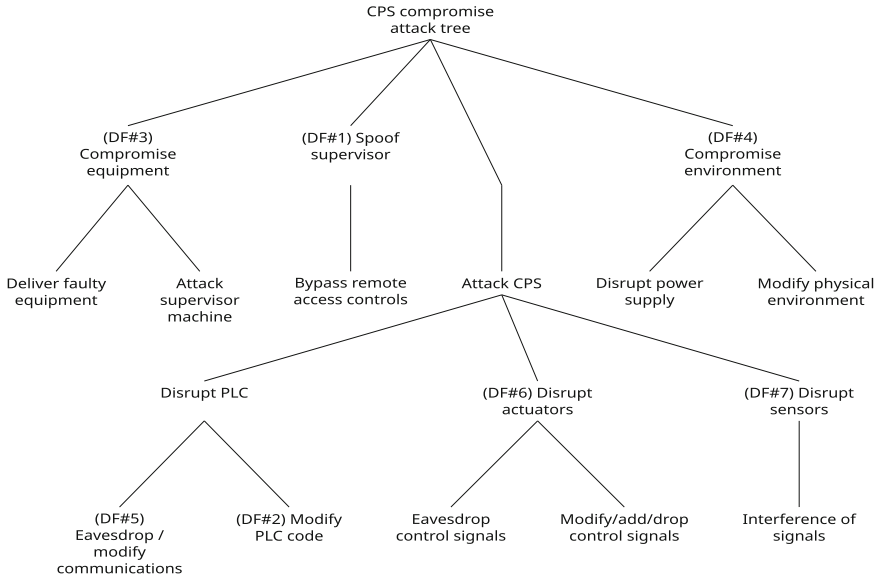 CPS compromise
attack tree
(DF#3)
Compromise
equipment
(DF#1) Spoof
supervisor
(DF#4)
Compromise
environment
Deliver faulty
equipment
Attack
supervisor
machine
Bypass remote
access controls
Attack CPS
Disrupt power
supply
Modify physical
environment
Disrupt PLC
(DF#6) Disrupt
actuators
(DF#7) Disrupt
sensors
(DF#5)
Eavesdrop /
modify
communications
(DF#2) Modify
PLC code
Eavesdrop
control signals
Modify/add/drop
control signals
Interference of
signals